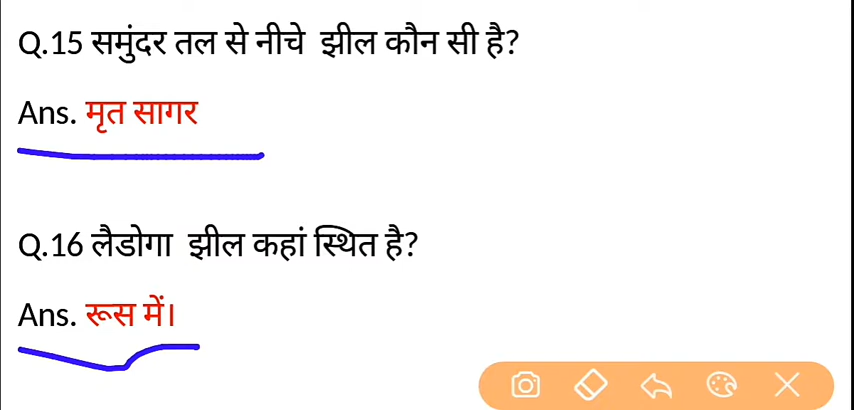 Q.15 समुंदर तल से नीचे झील कौन सी है?
Ans. मृत सागर
Q.16 लैडोगा झील कहां स्थित है?
Ans. रूस में।